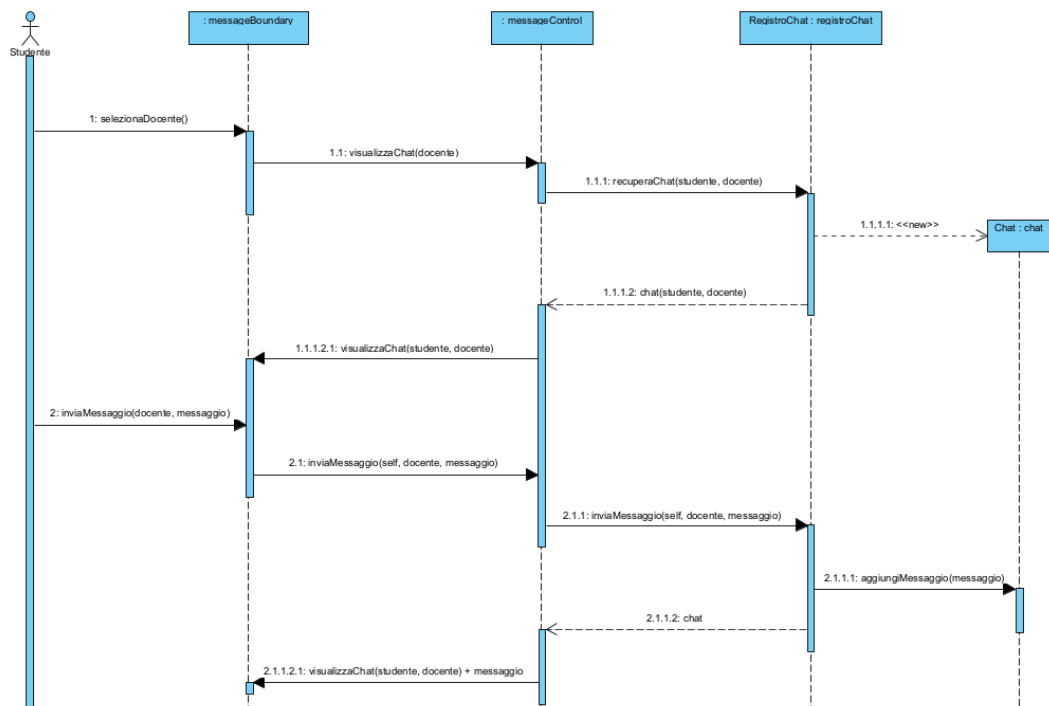 : messageBoundary
: messageControl
RegistroChat : registroChat
Studente
1: selezionaDocente()
1.1: visualizzaChat(docente)
1.1.1: recuperaChat(studente, docente)
1.1.1.1: <<new>>
Chat : chat
1.1.1.2: chat(studente, docente)
1.1.1.2.1: visualizzaChat(studente, docente)
2: inviaMessaggio(docente, messaggio)
2.1: inviaMessaggio(self, docente, messaggio)
2.1.1: inviaMessaggio(self, docente, messaggio)
2.1.1.1: aggiungiMessaggio(messaggio)
2.1.1.2: chat
2.1.1.2.1: visualizzaChat(studente, docente) + messaggio